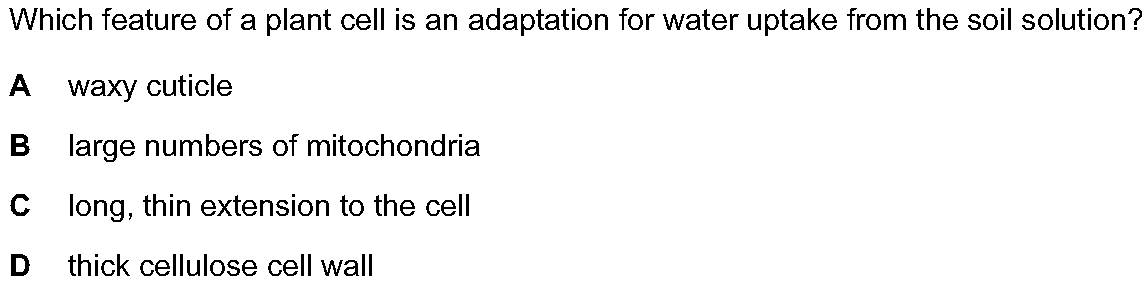 Which feature of a plant cell is an adaptation for water uptake from the soil solution?
A waxy cuticle
B large numbers of mitochondria
C long, thin extension to the cell
D thick cellulose cell wall